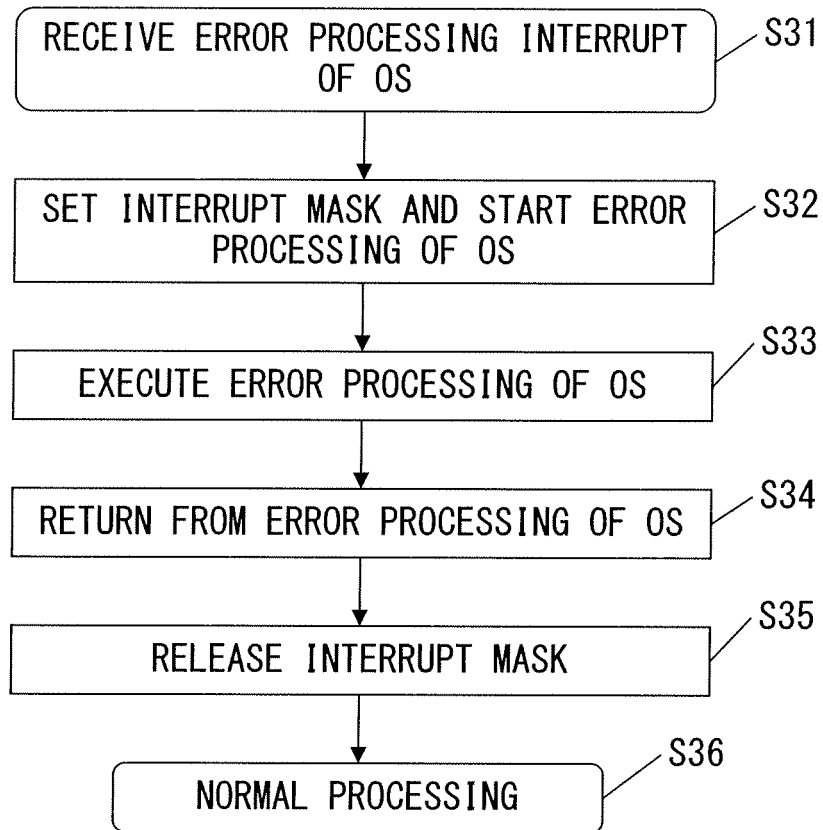 RECEIVE ERROR PROCESSING INTERRUPT
OF OS
S31
SET INTERRUPT MASK AND START ERROR
PROCESSING OF OS
S32
EXECUTE ERROR PROCESSING OF OS
S33
RETURN FROM ERROR PROCESSING OF OS
S34
RELEASE INTERRUPT MASK
S35
NORMAL PROCESSING
S36